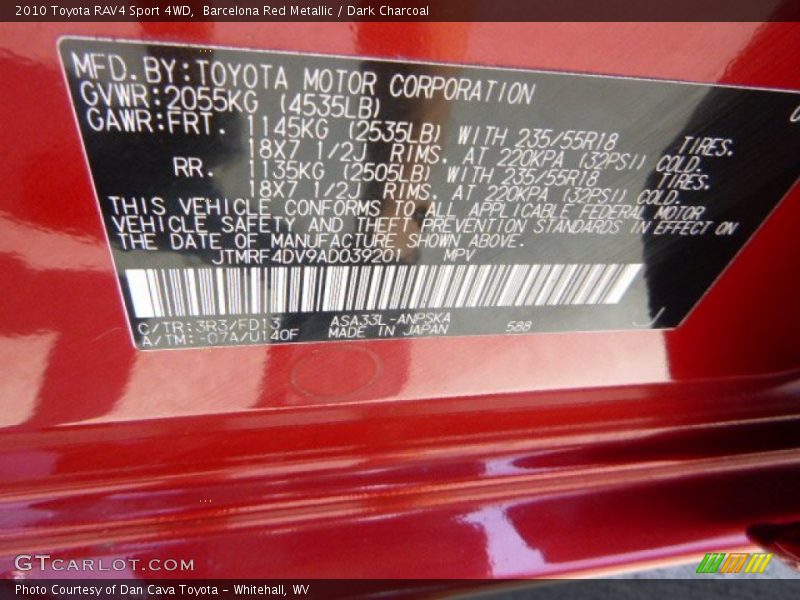 2010 Toyota RAV4 Sport 4WD,  Barcelona Red Metallic / Dark Charcoal
MFD. BY: TOYOTA MOTOR CORPORATION
GVWR: 2055KG (4535LB)
GAWR: FRT. 1145KG (2535LB) WITH 235/55R18 TIRES.
18X7 1/2J RIMS. AT 220KPA (32PSI) COLD.
RR. 1135KG (2505LB) WITH 235/55R18 TIRES.
18X7 1/2J RIMS. AT 220KPA (32PSI) COLD.
THIS VEHICLE CONFORMS TO ALL APPLICABLE FEDERAL MOTOR
VEHICLE SAFETY AND THEFT PREVENTION STANDARDS IN EFFECT ON
THE DATE OF MANUFACTURE SHOWN ABOVE.
JTMRF4DV9AD039201 MPV
C/TR: 3R3/FD13 ASA33L-ANPSKA
A/TM: -07A/U140F MADE IN JAPAN 588
GTCARLOT.COM
Photo Courtesy of Dan Cava Toyota - Whitehall, WV